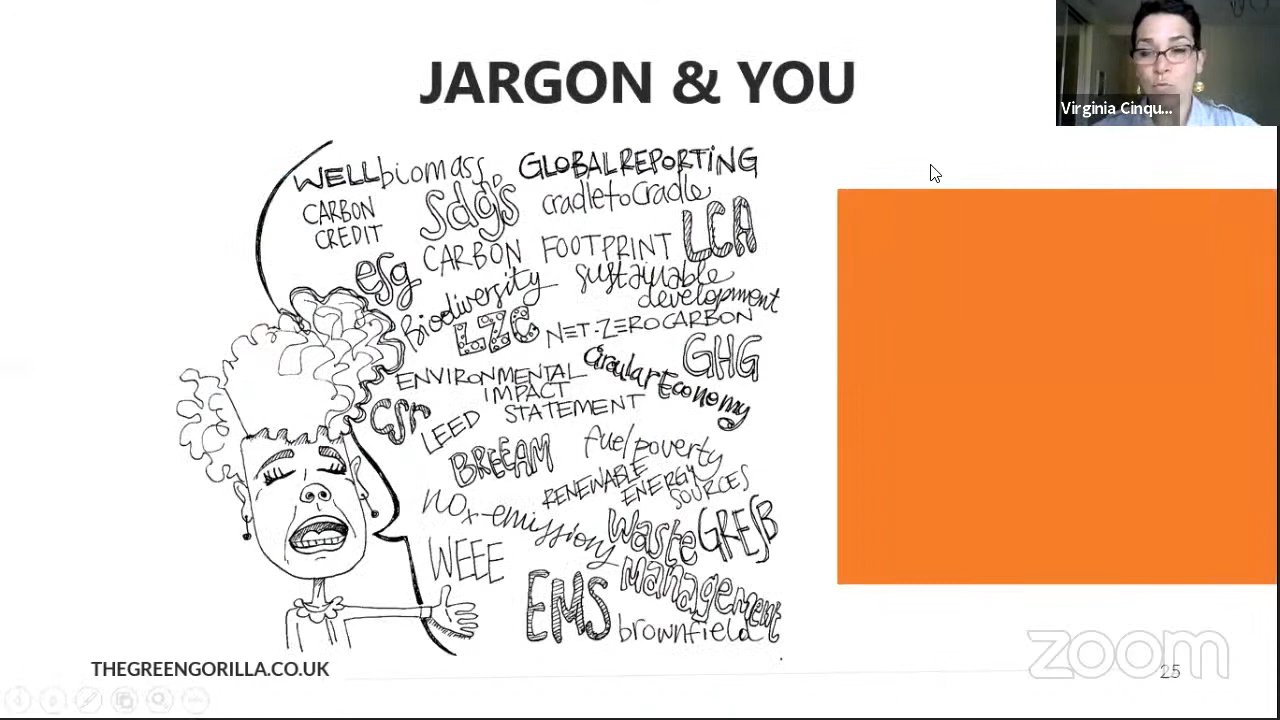 JARGON & YOU
Virginia Cinqu...
WELL biomass
GLOBAL REPORTING
CARBON
CREDIT
sdg's
cradle to cradle
LCA
esg
CARBON FOOTPRINT
Biodiversity
sustainable
development
LZC
NET-ZERO CARBON
GHG
ENVIRONMENTAL
IMPACT
STATEMENT
Circular Economy
csr
LEED
BREEAM
fuel poverty
RENEWABLE
ENERGY
SOURCES
nox-emissions
Waste
management
GRESB
WEEE
EMS
brownfield
THEGREENGORILLA.CO.UK
zoom
25